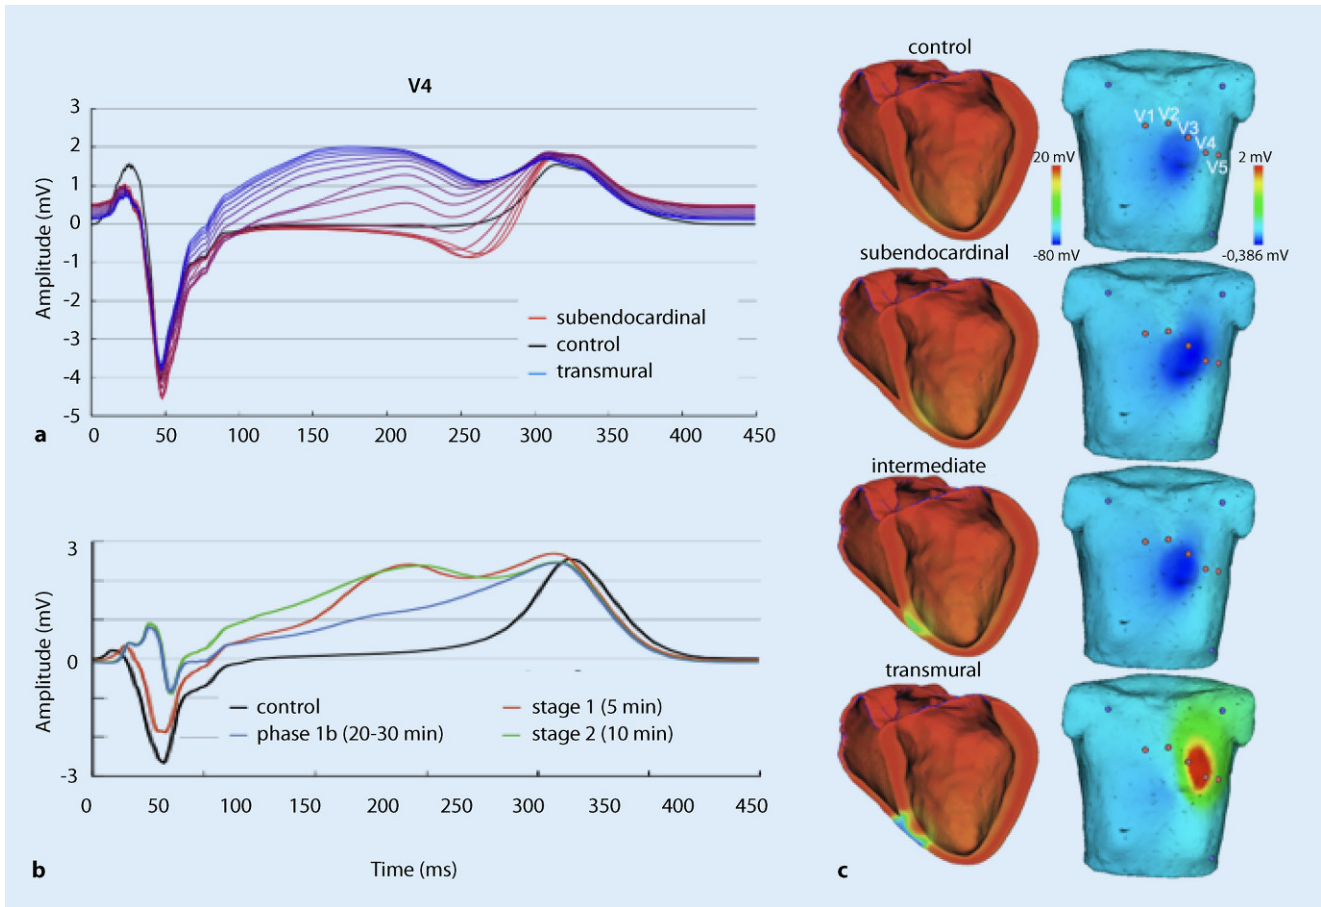 V4
3
2
1
0
-1
-2
-3
-4
-5
Amplitude (mV)
subendocardinal
control
transmural
a
0 50 100 150 200 250 300 350 400 450
3
0
-3
Amplitude (mV)
control
phase 1b (20-30 min)
stage 1 (5 min)
stage 2 (10 min)
0 50 100 150 200 250 300 350 400 450
Time (ms)
b
control
V1 V2
V3
V4
V5
20 mV
-80 mV
2 mV
-0,386 mV
subendocardinal
intermediate
transmural
c